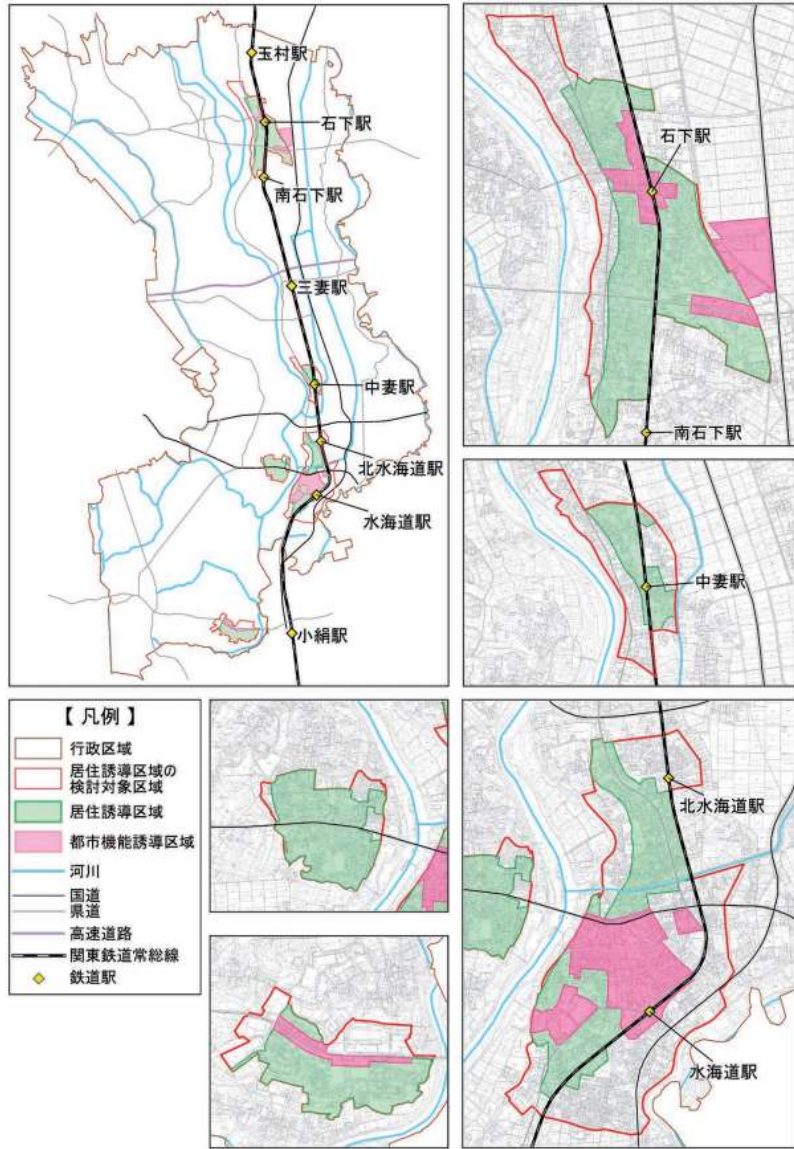 玉村駅
石下駅
南石下駅
三妻駅
中妻駅
北水海道駅
水海道駅
小絹駅
石下駅
南石下駅
中妻駅
【 凡例 】
行政区域
居住誘導区域の
検討対象区域
居住誘導区域
都市機能誘導区域
河川
国道
県道
高速道路
関東鉄道常総線
鉄道駅
北水海道駅
水海道駅